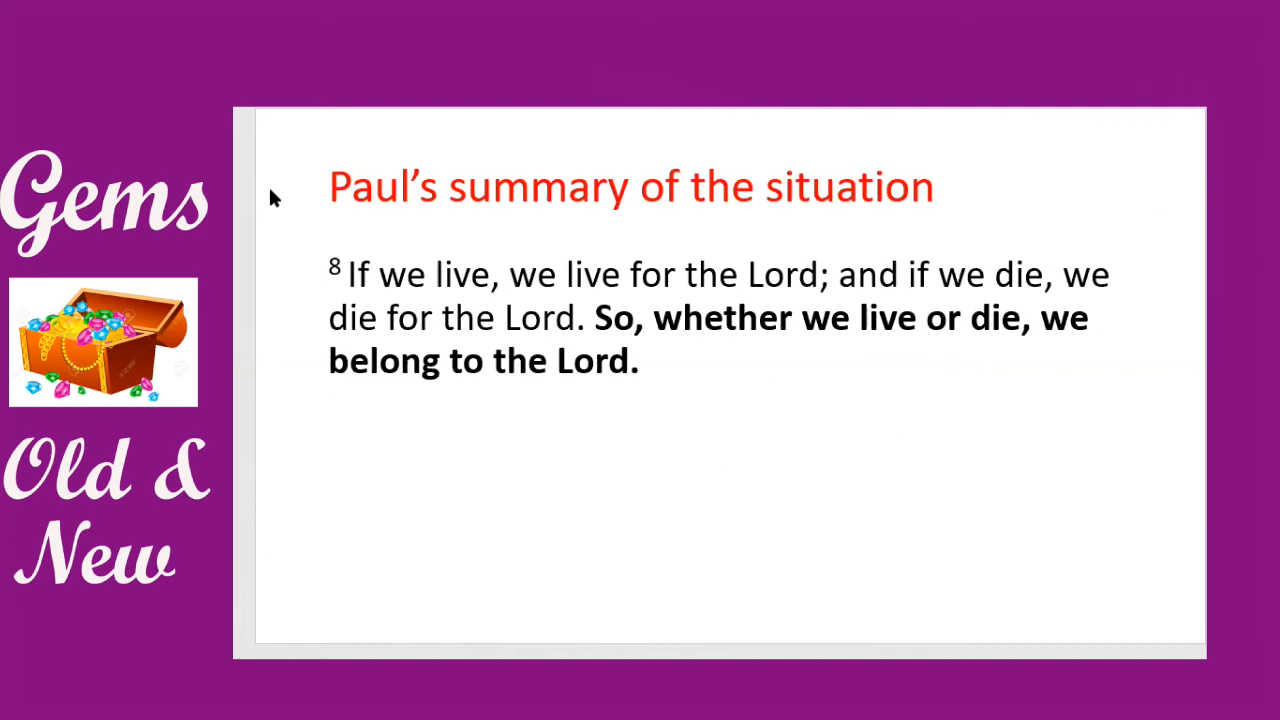 Gems
Old &
New
Paul’s summary of the situation
8 If we live, we live for the Lord; and if we die, we
die for the Lord. So, whether we live or die, we
belong to the Lord.